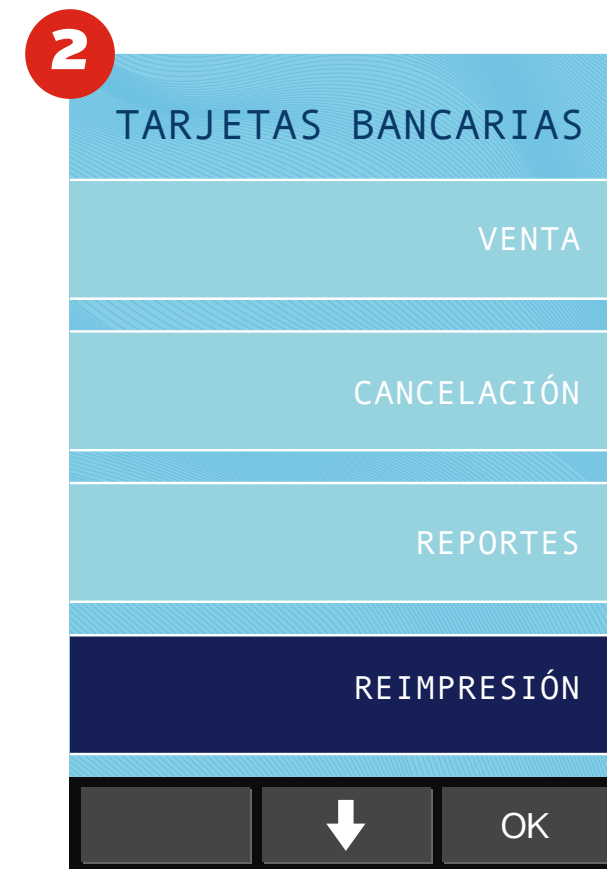 2
TARJETAS BANCARIAS
VENTA
CANCELACIÓN
REPORTES
REIMPRESIÓN
OK